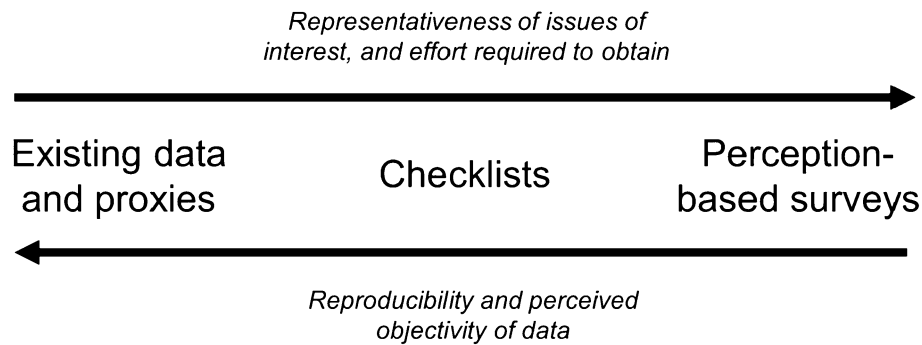 Representativeness of issues of
interest, and effort required to obtain
Existing data
and proxies
Checklists
Perception-
based surveys
Reproducibility and perceived
objectivity of data